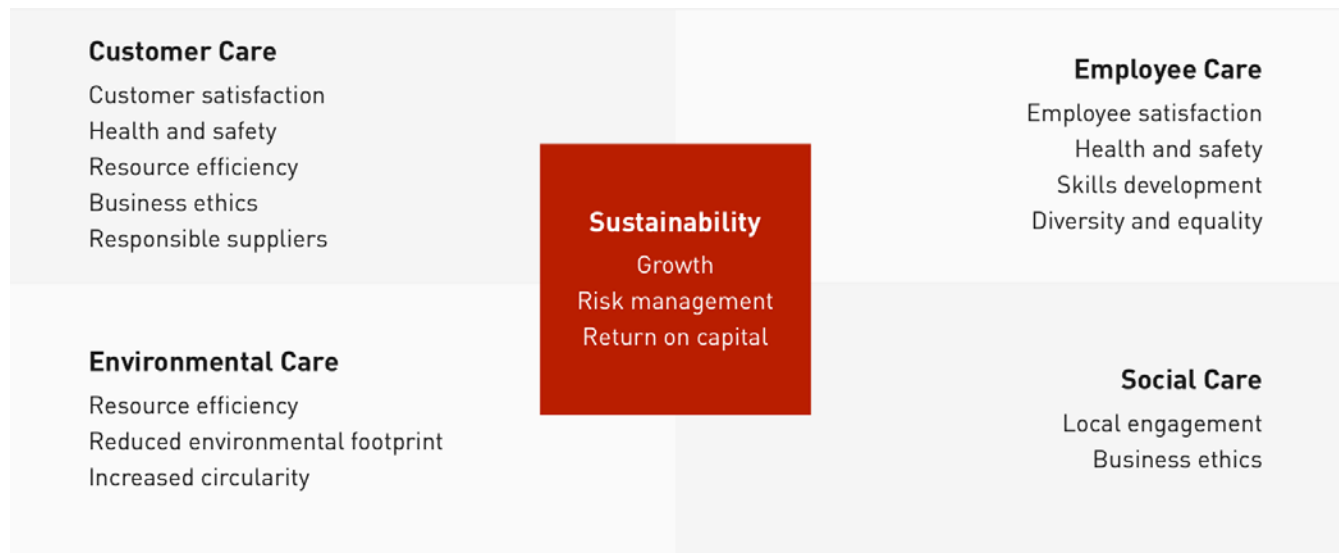 Customer Care
Customer satisfaction
Health and safety
Resource efficiency
Business ethics
Responsible suppliers
Employee Care
Employee satisfaction
Health and safety
Skills development
Diversity and equality
Sustainability
Growth
Risk management
Return on capital
Environmental Care
Resource efficiency
Reduced environmental footprint
Increased circularity
Social Care
Local engagement
Business ethics